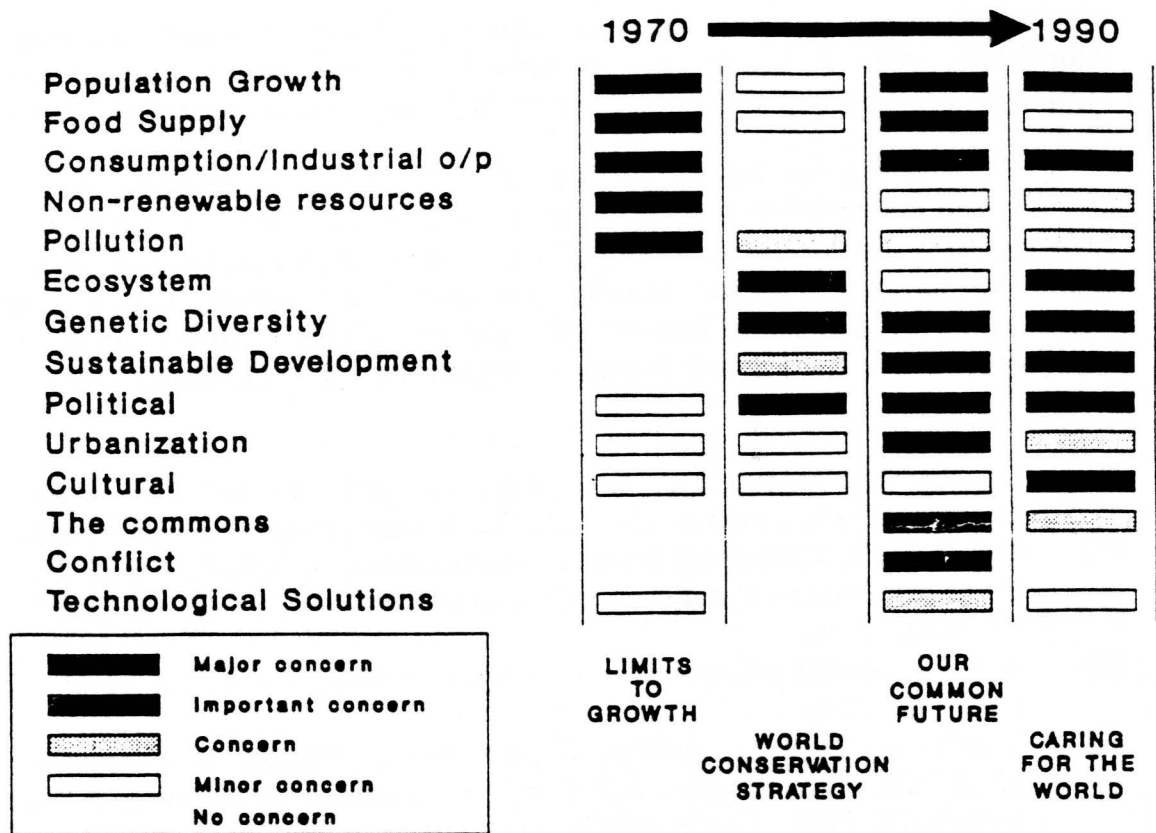 1970 1990
Population Growth
Food Supply
Consumption/Industrial o/p
Non-renewable resources
Pollution
Ecosystem
Genetic Diversity
Sustainable Development
Political
Urbanization
Cultural
The commons
Conflict
Technological Solutions
Major concern
Important concern
Concern
Minor concern
No concern
LIMITS
TO
GROWTH
WORLD
CONSERVATION
STRATEGY
OUR
COMMON
FUTURE
CARING
FOR THE
WORLD